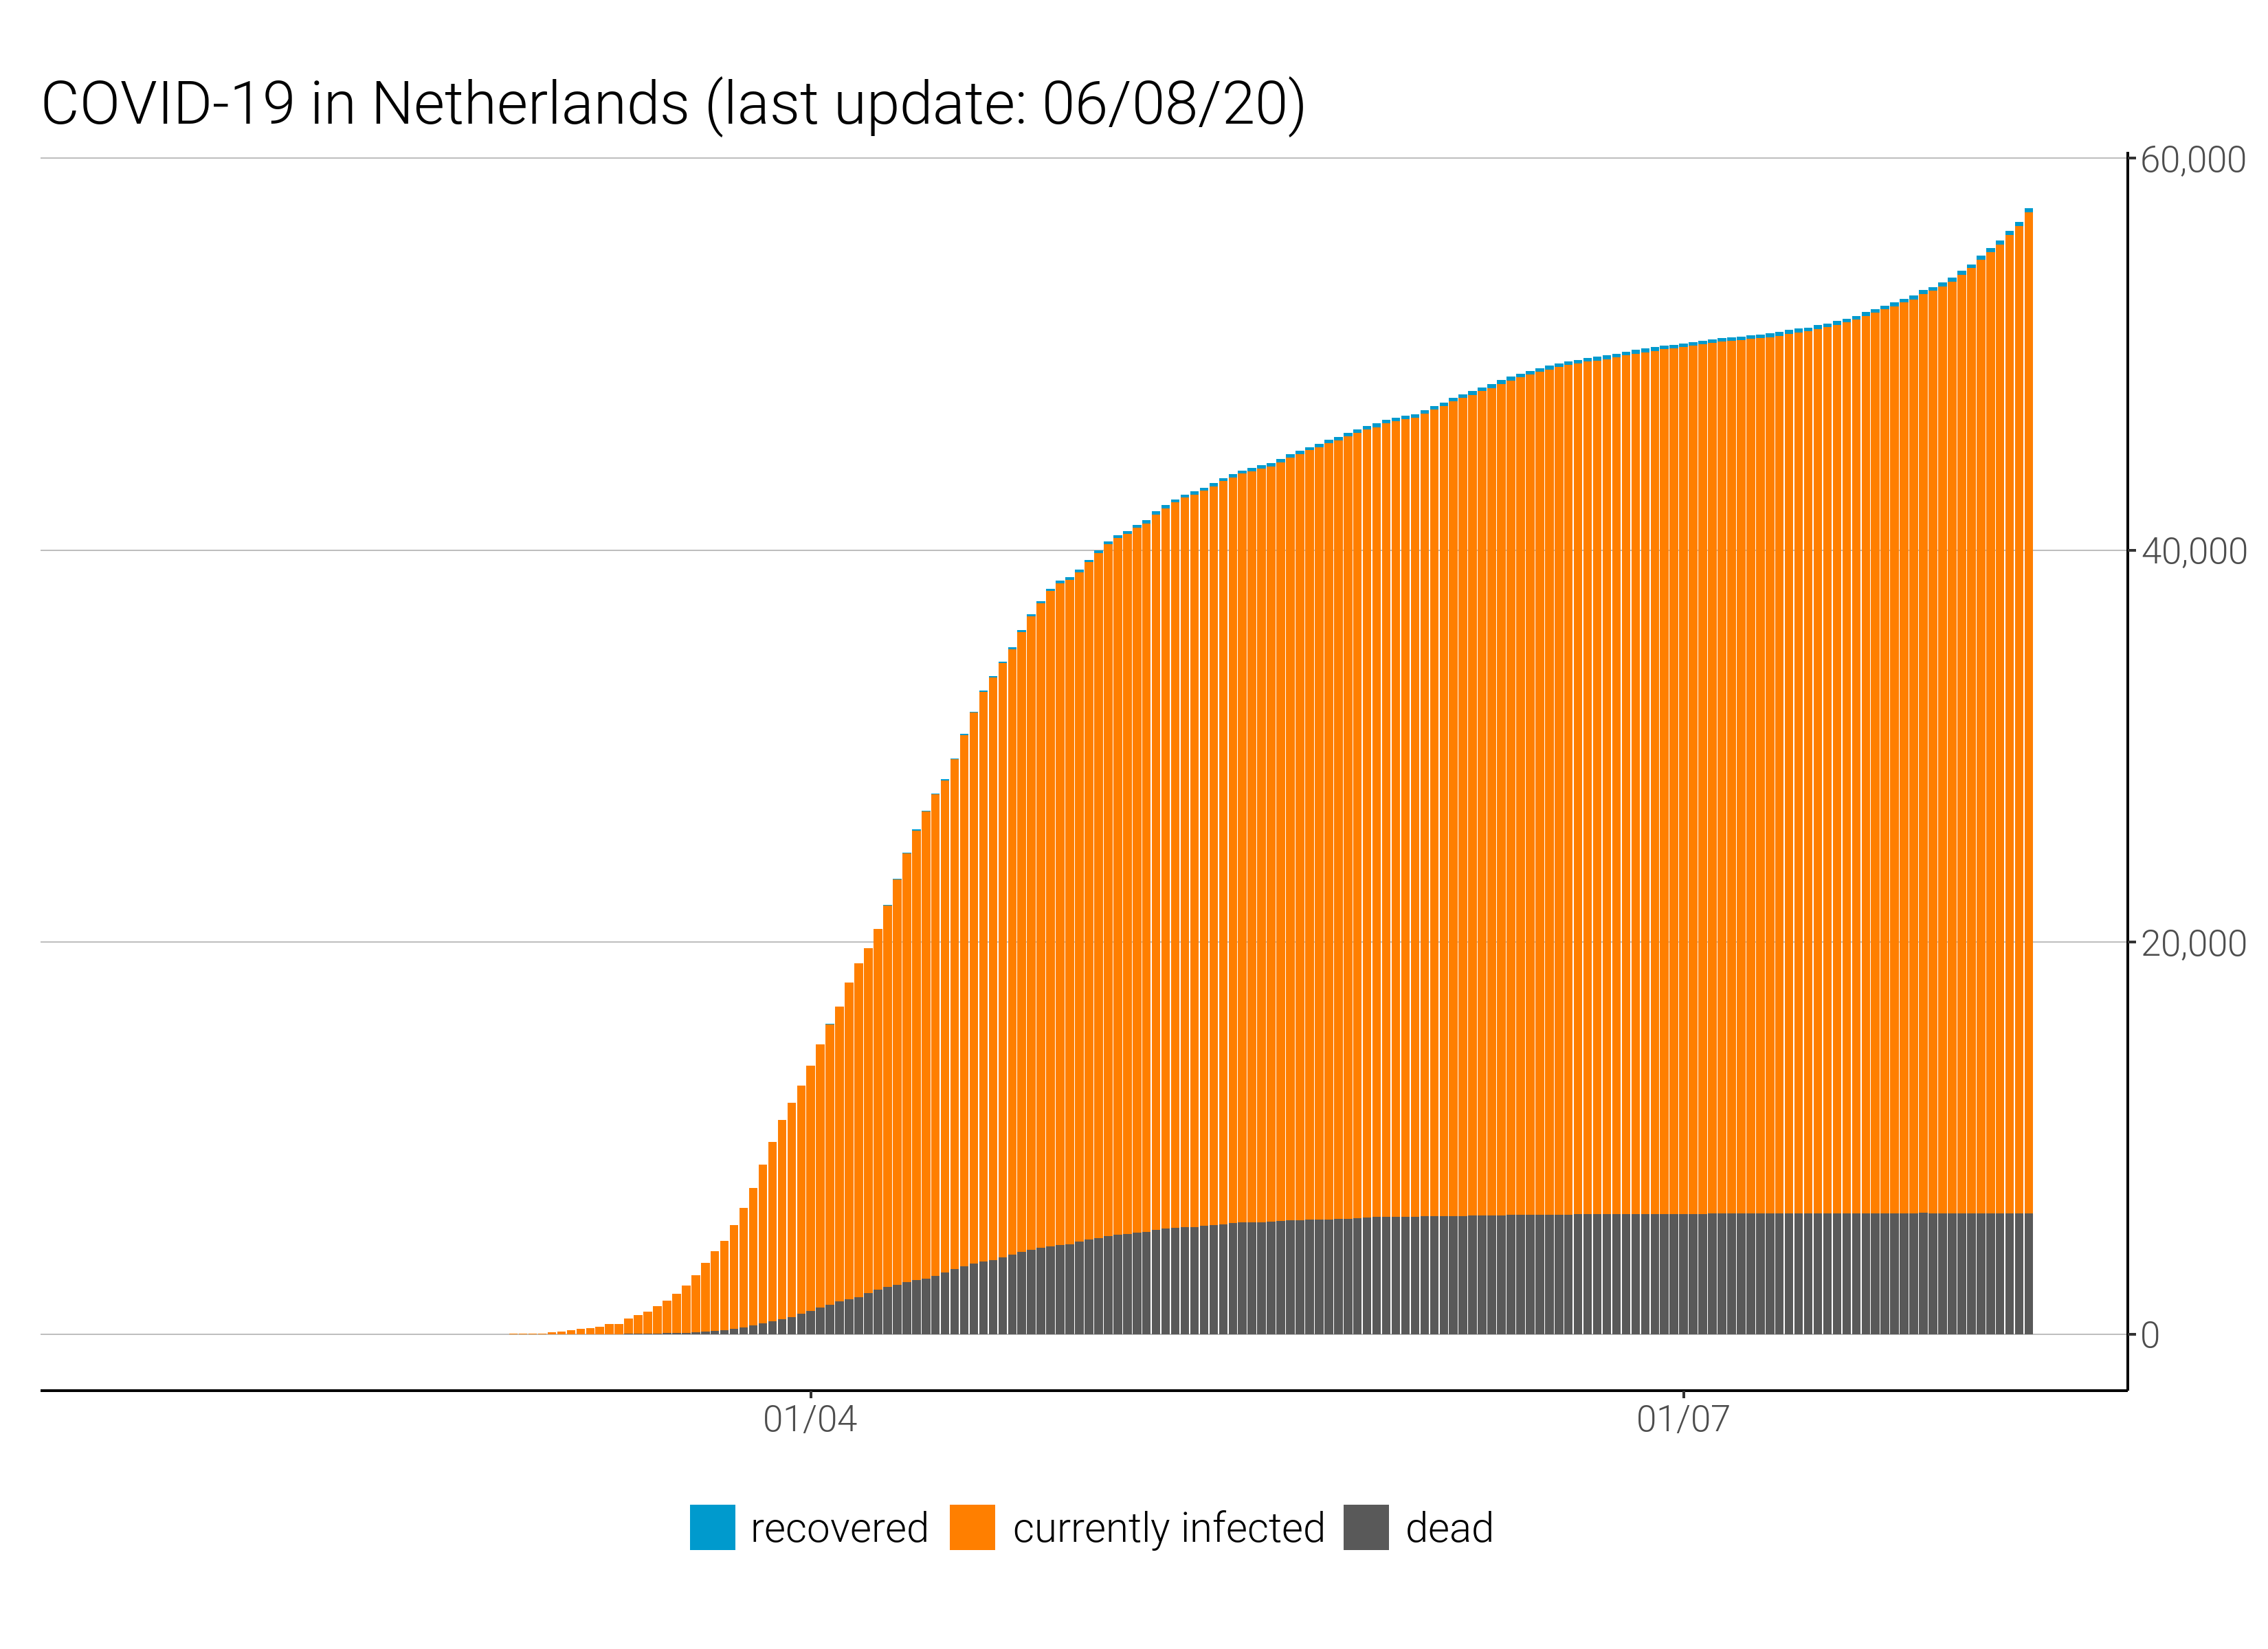 COVID-19 in Netherlands (last update: 06/08/20)
60,000
40,000
20,000
0
01/04 01/07
recovered currently infected dead